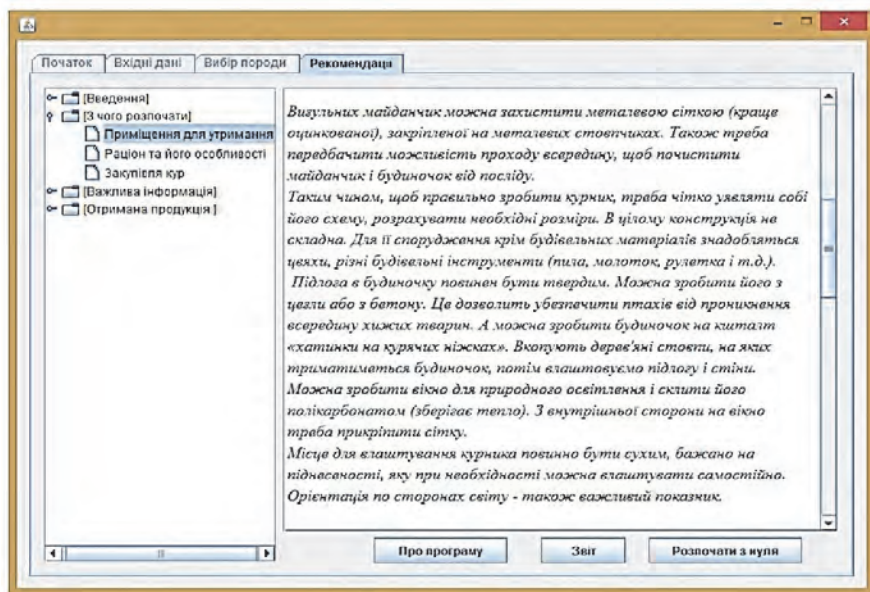 Початок Вхідні дані Вибір породи Рекомендації
[Введення]
[З чого розпочати]
Приміщення для утримання
Раціон та його особливості
Закупівля кур
[Важлива інформація]
[Отримана продукція ]
Вигульних майданчик можна захистити металевою сіткою (краще
оцинкованої), закріпленої на металевих стовпчиках. Також треба
передбачити можливість проходу всередину, щоб почистити
майданчик і будиночок від посліду.
Таким чином, щоб правильно зробити курник, треба чітко уявляти собі
його схему, розрахувати необхідні розміри. В цілому конструкція не
складна. Для її спорудження крім будівельних матеріалів знадобляться
цвяхи, різні будівельні інструменти (пила, молоток, рулетка і т.д.).
Підлога в будиночку повинен бути твердим. Можна зробити його з
цегли або з бетону. Це дозволить убезпечити птахів від проникнення
всередину хижих тварин. А можна зробити будиночок на кшталт
«хатинки на курячих ніжках». Вкопують дерев'яні стовпи, на яких
триматиметься будиночок, потім влаштовуємо підлогу і стіни.
Можна зробити вікно для природного освітлення і склити його
полікарбонатом (зберігає тепло). З внутрішньої сторони на вікно
треба прикріпити сітку.
Місце для влаштування курника повинно бути сухим, бажано на
піднесеності, яку при необхідності можна влаштувати самостійно.
Орієнтація по сторонах світу - також важливий показник.
Про програму Звіт Розпочати з нуля